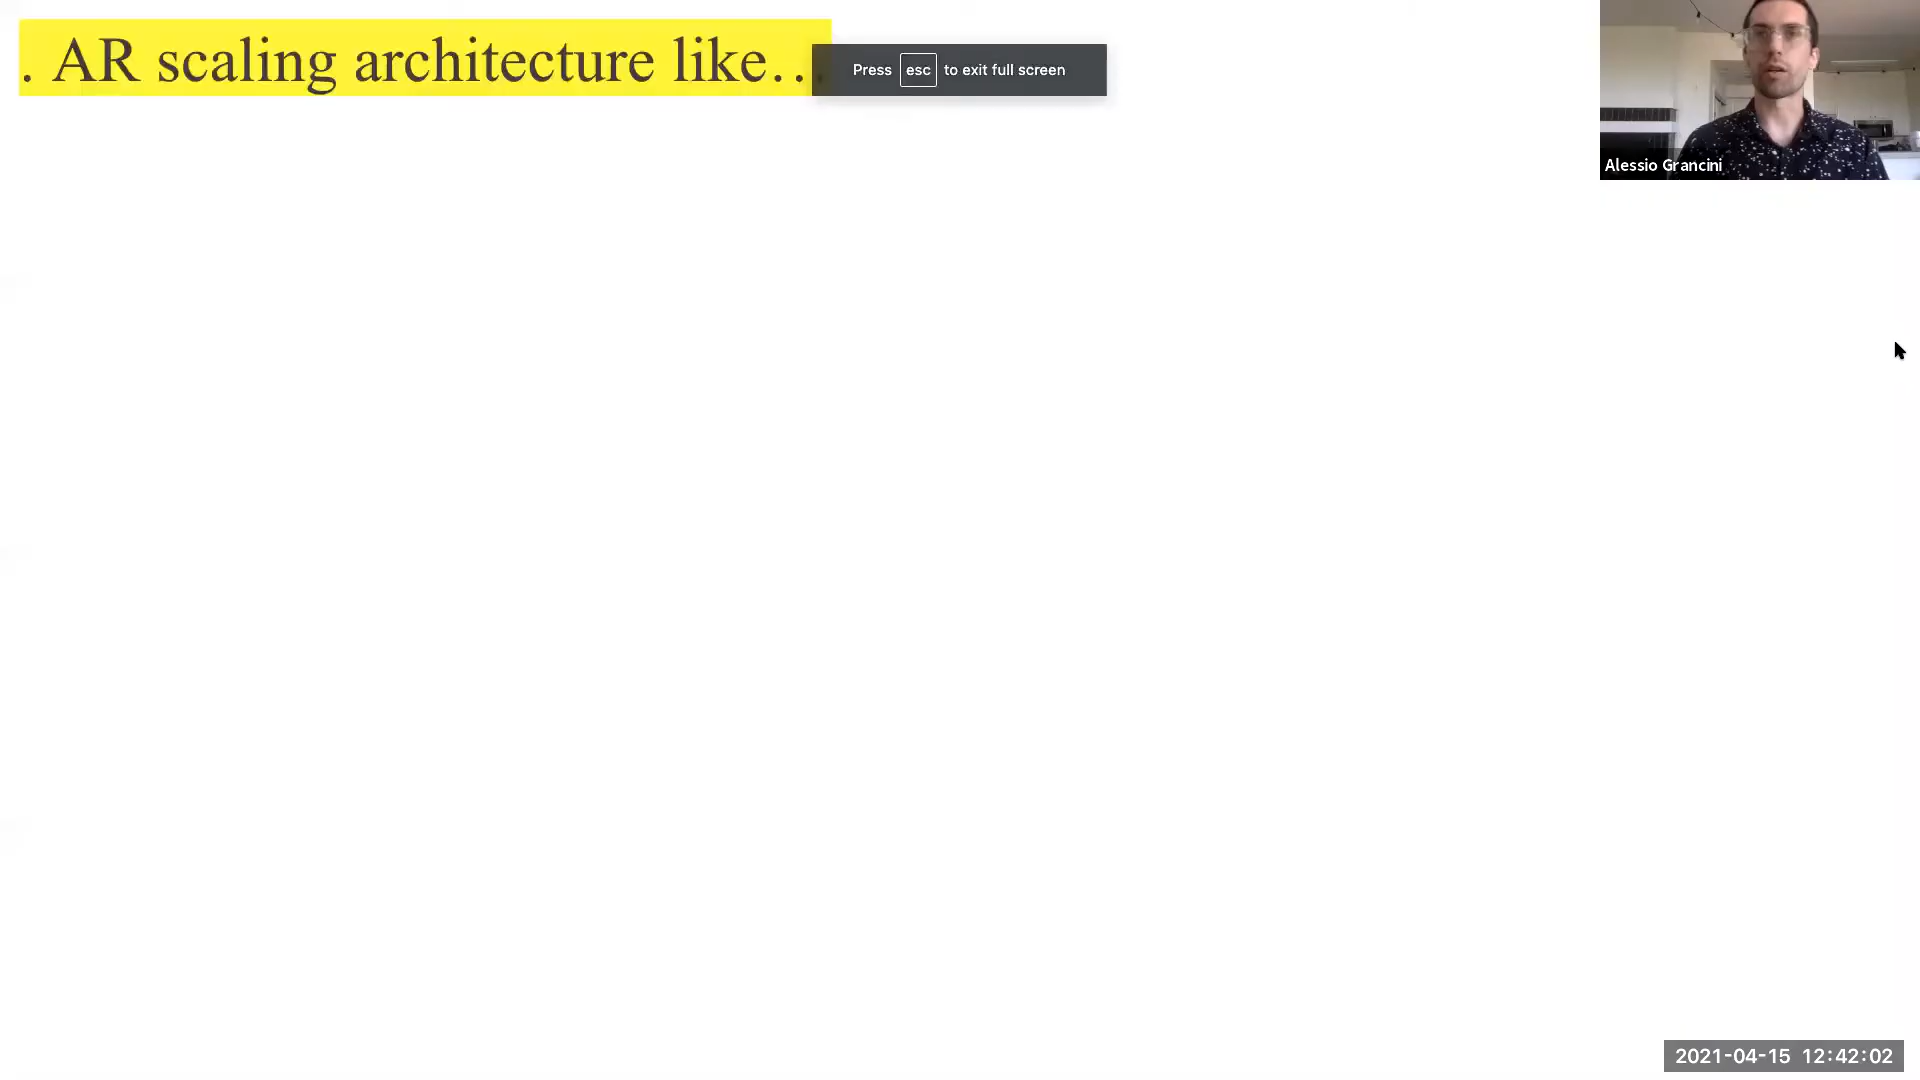 . AR scaling architecture like...
Press esc to exit full screen
Alessio Grancini
2021-04-15 12:42:02